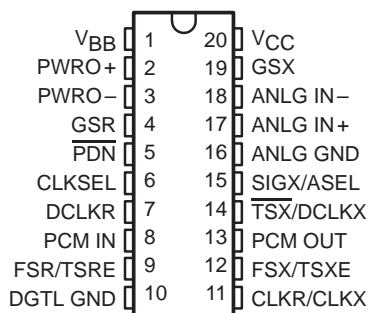 VBB 1 20 VCC
PWRO+ 2 19 GSX
PWRO− 3 18 ANLG IN−
GSR 4 17 ANLG IN+
PDN 5 16 ANLG GND
CLKSEL 6 15 SIGX/ASEL
DCLKR 7 14 TSX/DCLKX
PCM IN 8 13 PCM OUT
FSR/TSRE 9 12 FSX/TSXE
DGTL GND 10 11 CLKR/CLKX